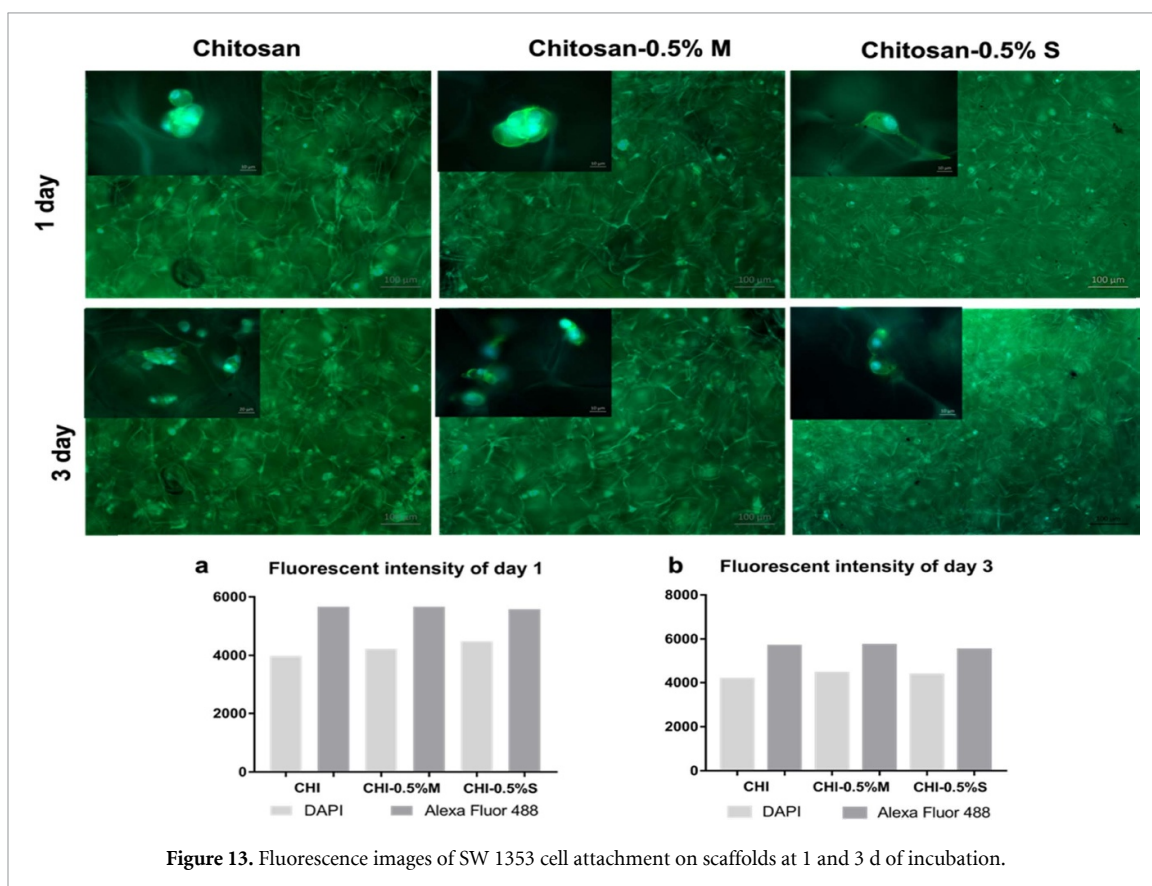 Chitosan
Chitosan-0.5% M
Chitosan-0.5% S
1 day
100 µm
100 µm
100 µm
3 day
100 µm
100 µm
a
Fluorescent intensity of day 1
6000
4000
2000
0
CHI
CHI-0.5%M
CHI-0.5%S
DAPI
Alexa Fluor 488
b
Fluorescent intensity of day 3
8000
6000
4000
2000
0
CHI
CHI-0.5%M
CHI-0.5%S
DAPI
Alexa Fluor 488
Figure 13. Fluorescence images of SW 1353 cell attachment on scaffolds at 1 and 3 d of incubation.